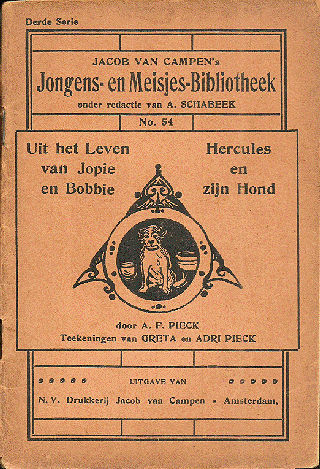 Derde Serie
JACOB VAN CAMPEN's
Jongens- en Meisjes-Bibliotheek
onder redactie van A. SCHABEEK
No. 54
Uit het Leven
van Jopie
en Bobbie
Hercules
en
zijn Hond
door A. F. PIECK
Teekeningen van GRETA en ADRI PIECK
UITGAVE VAN
N. V. Drukkerij Jacob van Campen - Amsterdam.